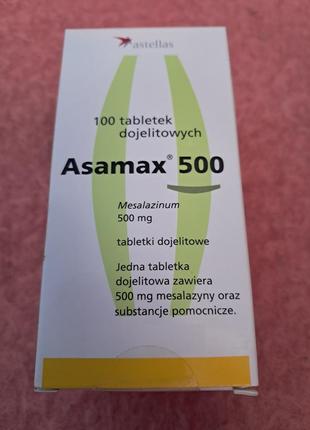 astellas
100 tabletek
dojelitowych
Asamax® 500
Mesalazinum
500 mg
tabletki dojelitowe
Jedna tabletka
dojelitowa zawiera
500 mg mesalazyny oraz
substancje pomocnicze.